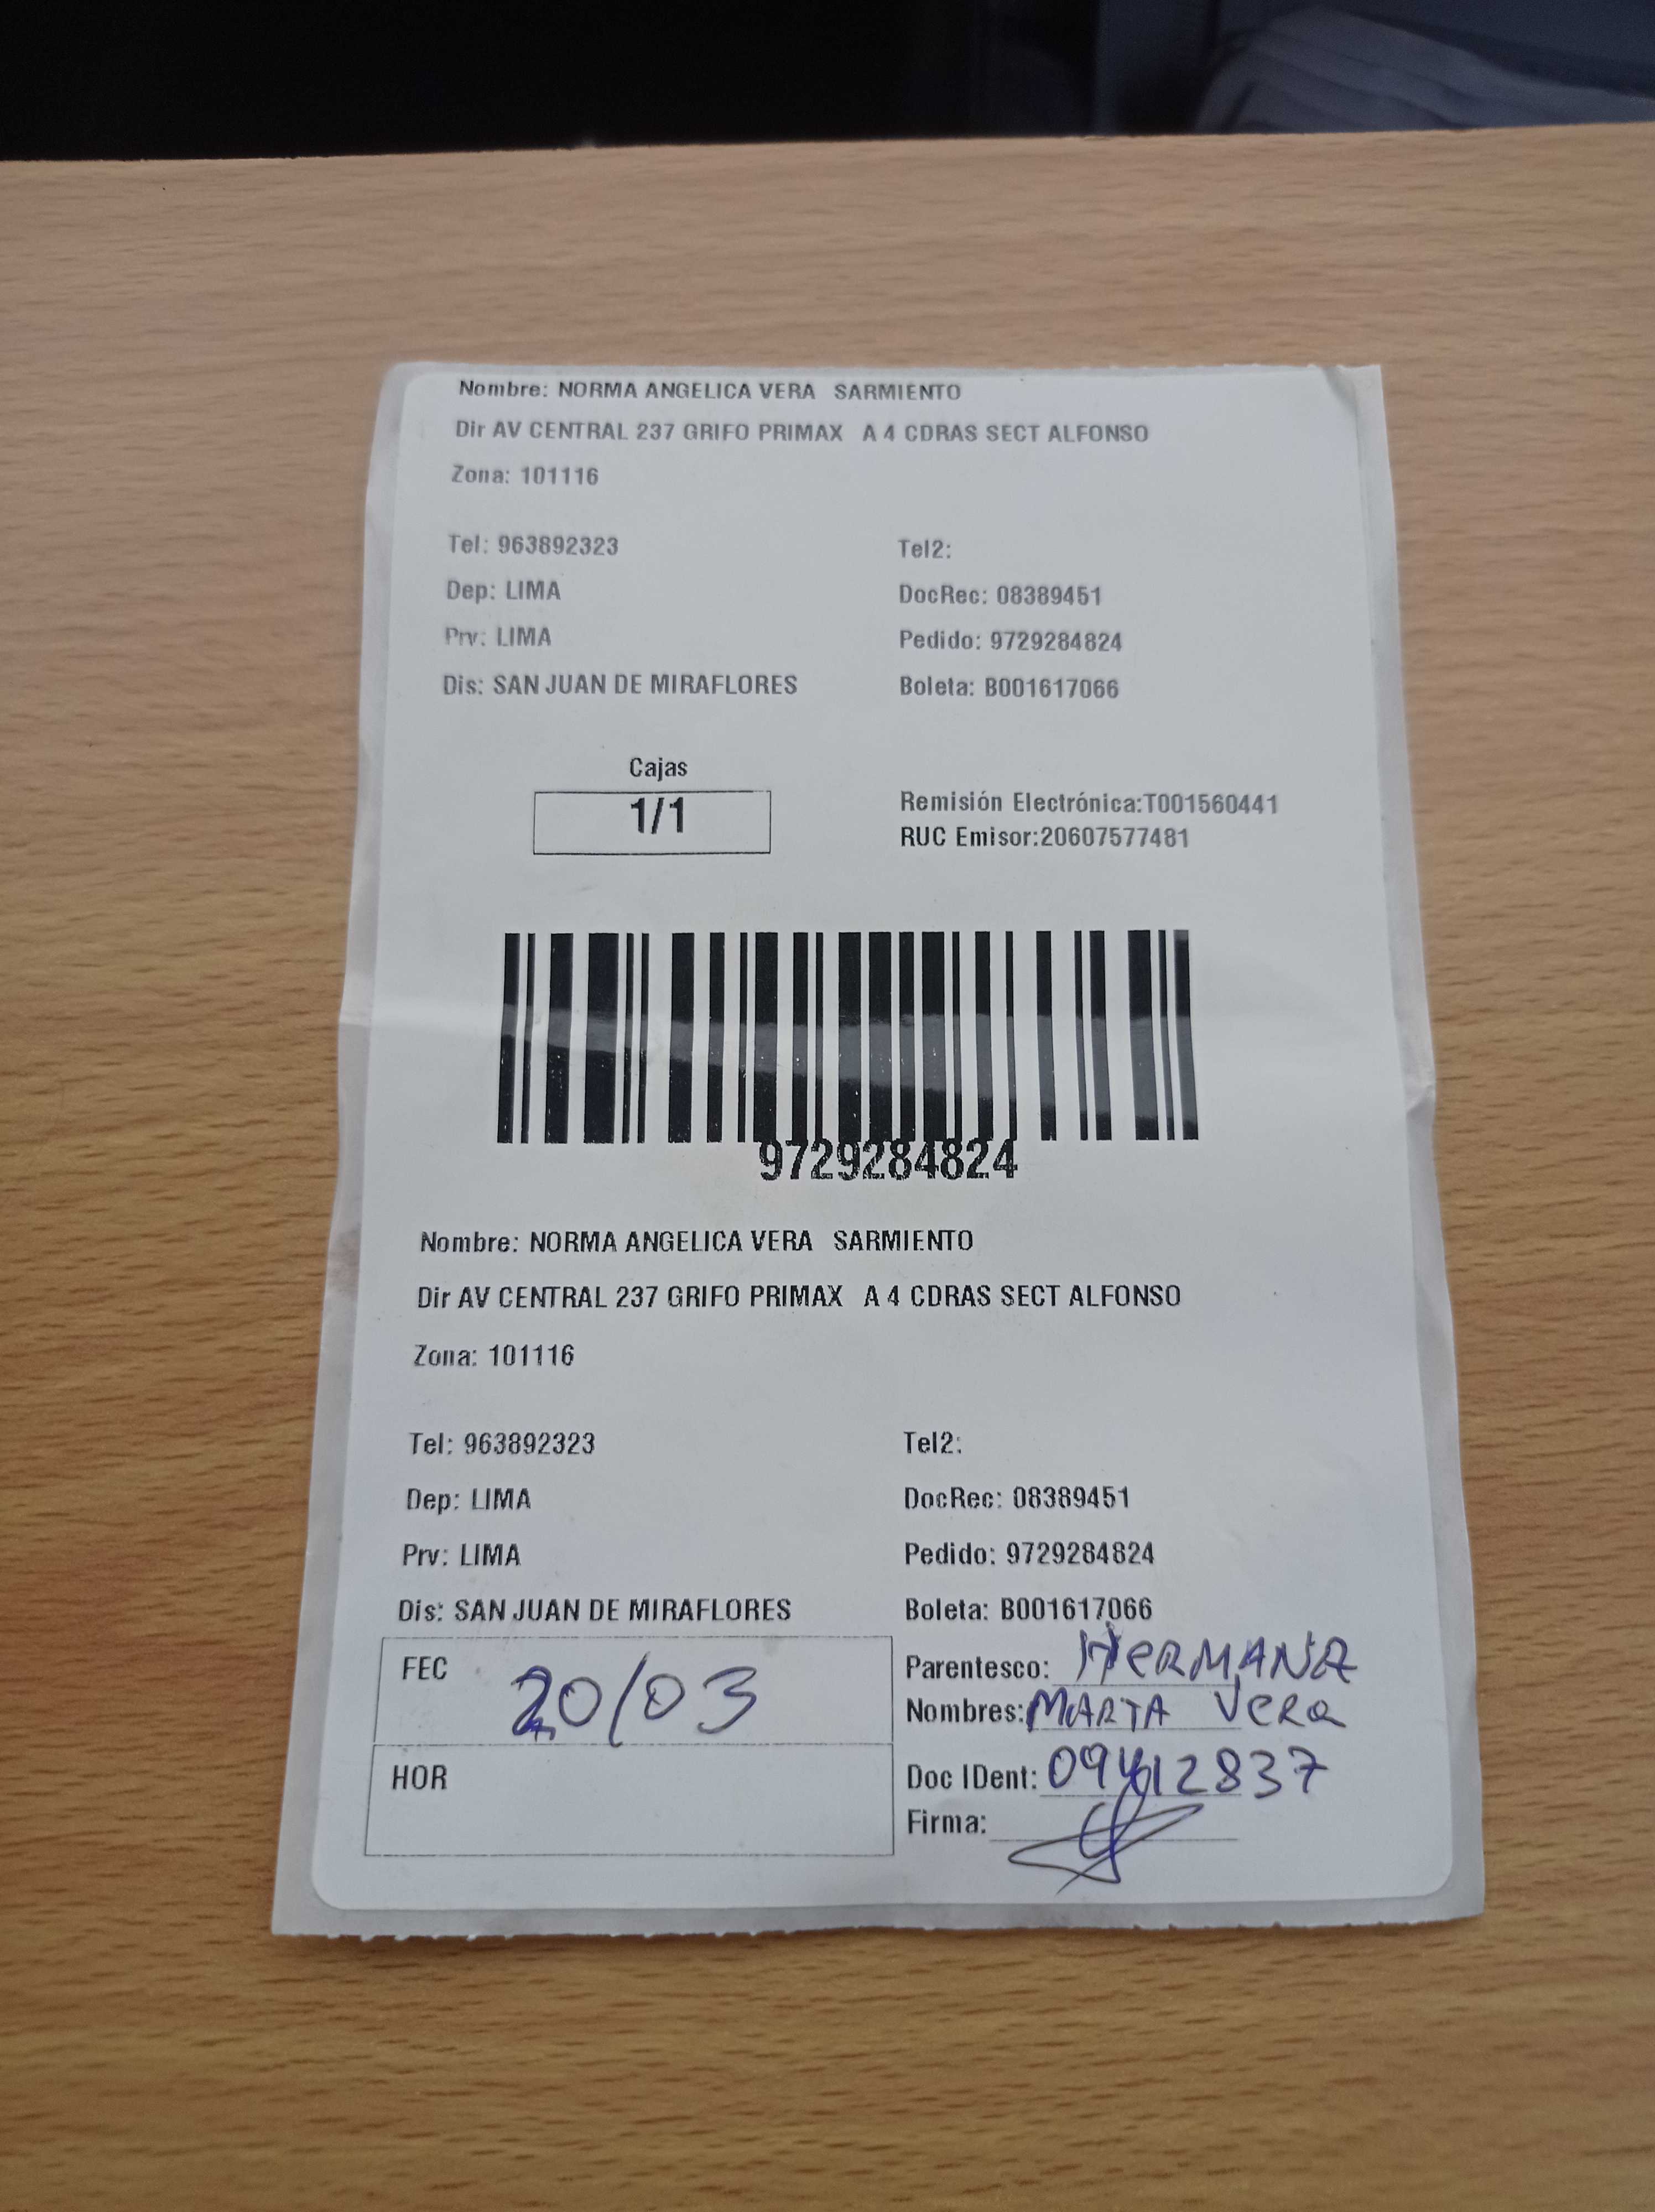 Nombre: NORMA ANGELICA VERA SARMIENTO
Dir AV CENTRAL 237 GRIFO PRIMAX A 4 CDRAS SECT ALFONSO
Zona: 101116
Tel: 963892323 Tel2:
Dep: LIMA DocRec: 08389451
Prv: LIMA Pedido: 9729284824
Dis: SAN JUAN DE MIRAFLORES Boleta: B001617066
Cajas
1/1
Remisión Electrónica:T001560441
RUC Emisor:20607577481
9729284824
Nombre: NORMA ANGELICA VERA SARMIENTO
Dir AV CENTRAL 237 GRIFO PRIMAX A 4 CDRAS SECT ALFONSO
Zona: 101116
Tel: 963892323 Tel2:
Dep: LIMA DocRec: 08389451
Prv: LIMA Pedido: 9729284824
Dis: SAN JUAN DE MIRAFLORES Boleta: B001617066
FEC 20/03
Parentesco: HERMANA
Nombres: MARTA VERA
HOR
Doc IDent:
Firma: